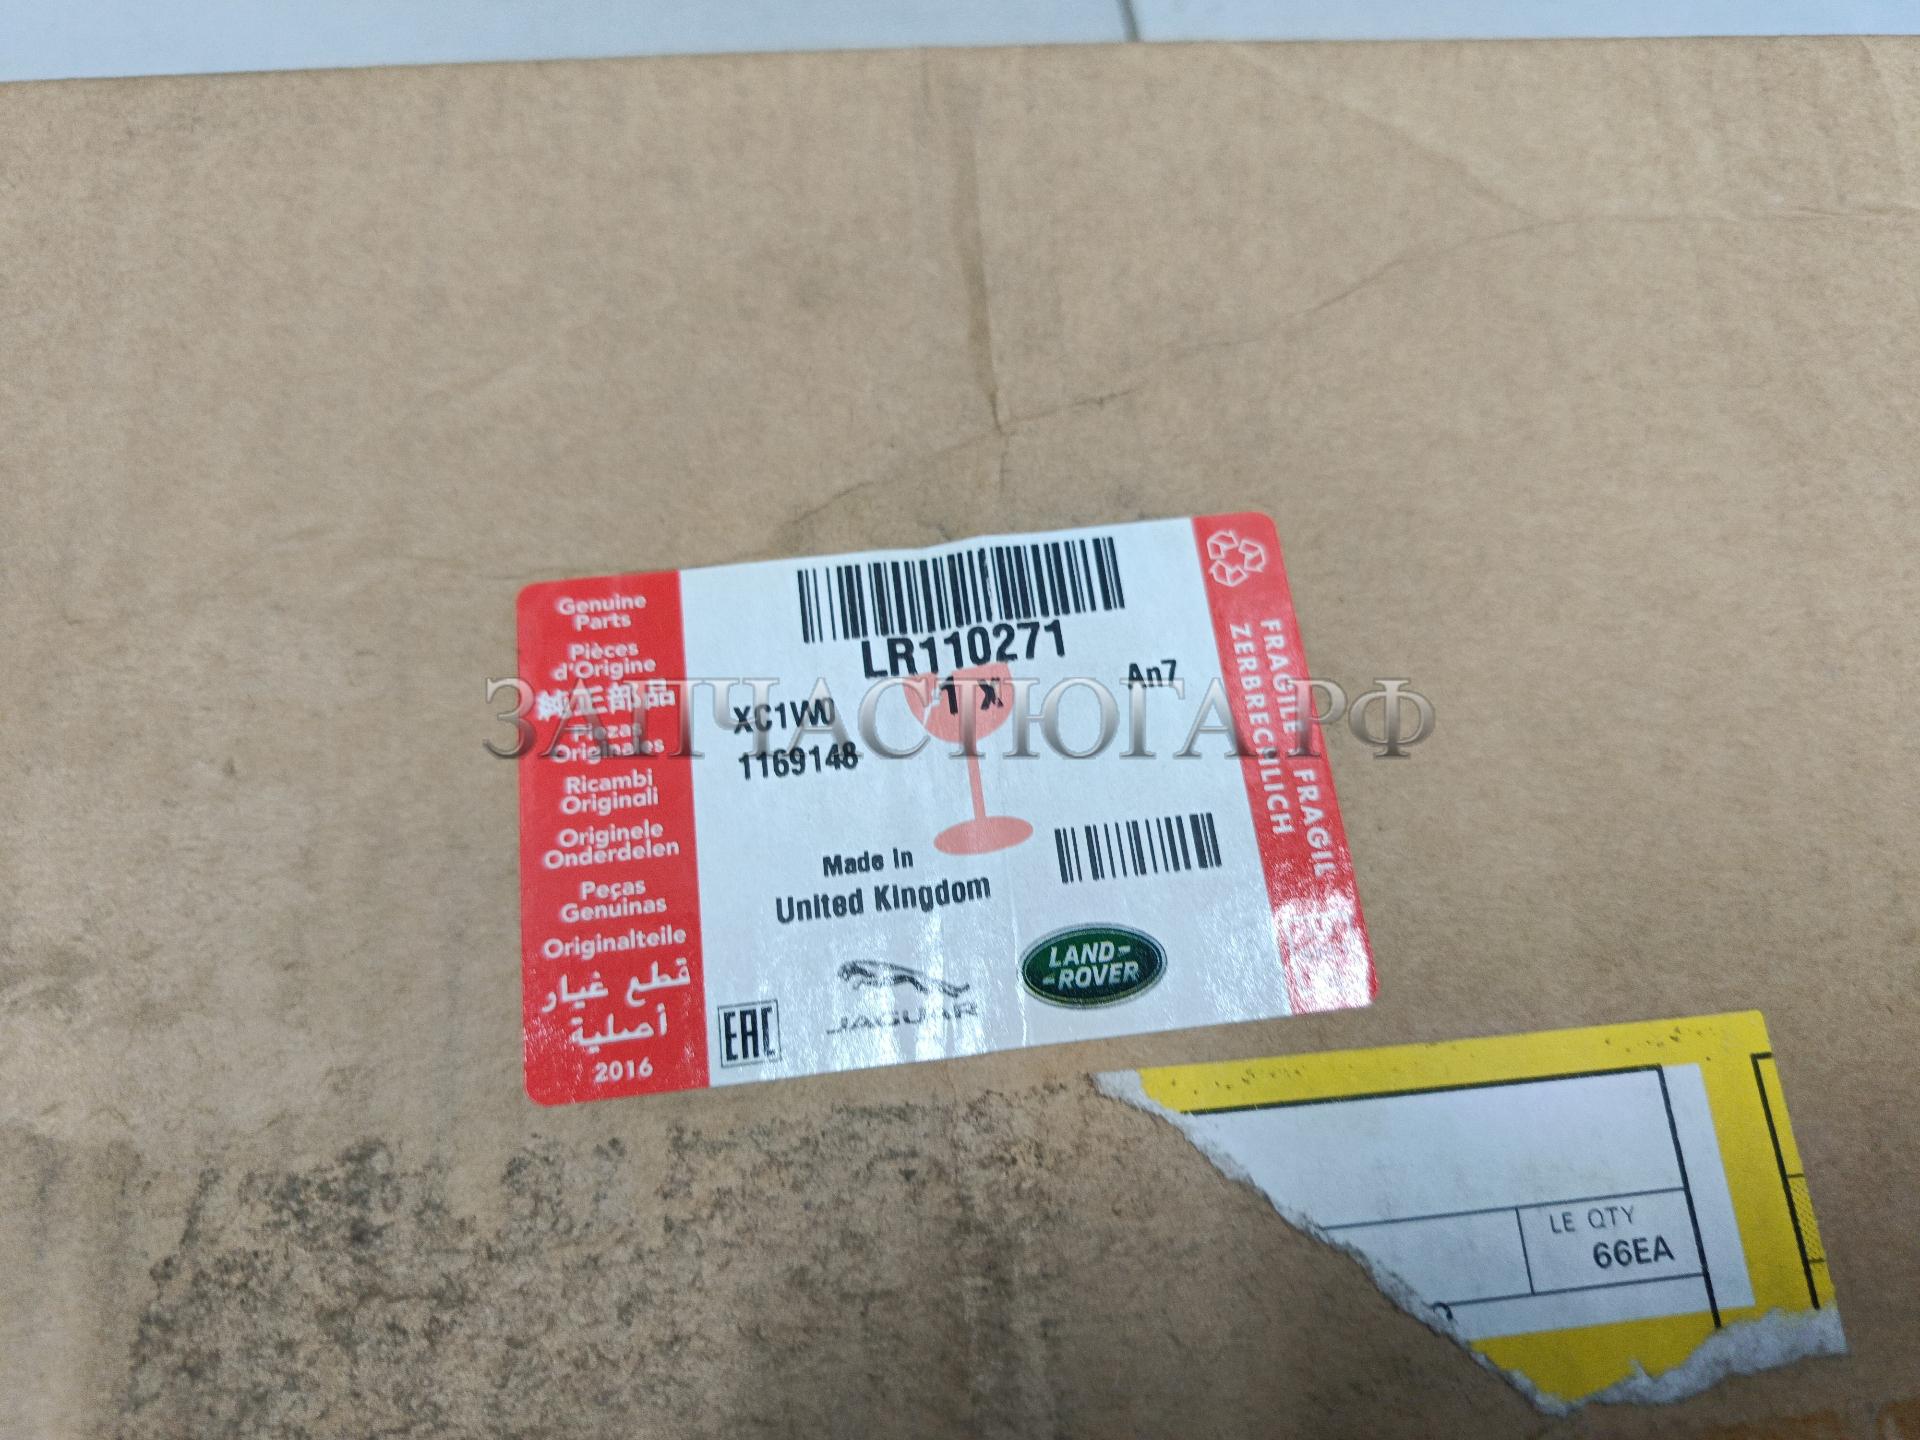 Genuine
Parts
Pièces
d'Origine
純正部品
Piezas
Originales
Ricambi
Originali
Originele
Onderdelen
Peças
Genuinas
Originalteile
قطع غيار
أصلية
2016
LR110271
1 X
An7
XC1W0
1169148
Made in
United Kingdom
EAC
JAGUAR
LAND-
-ROVER
FRAGILE FRAGIL
ZERBRECHLICH
ЗАПЧАСТЮГА.РФ
LE QTY
66EA